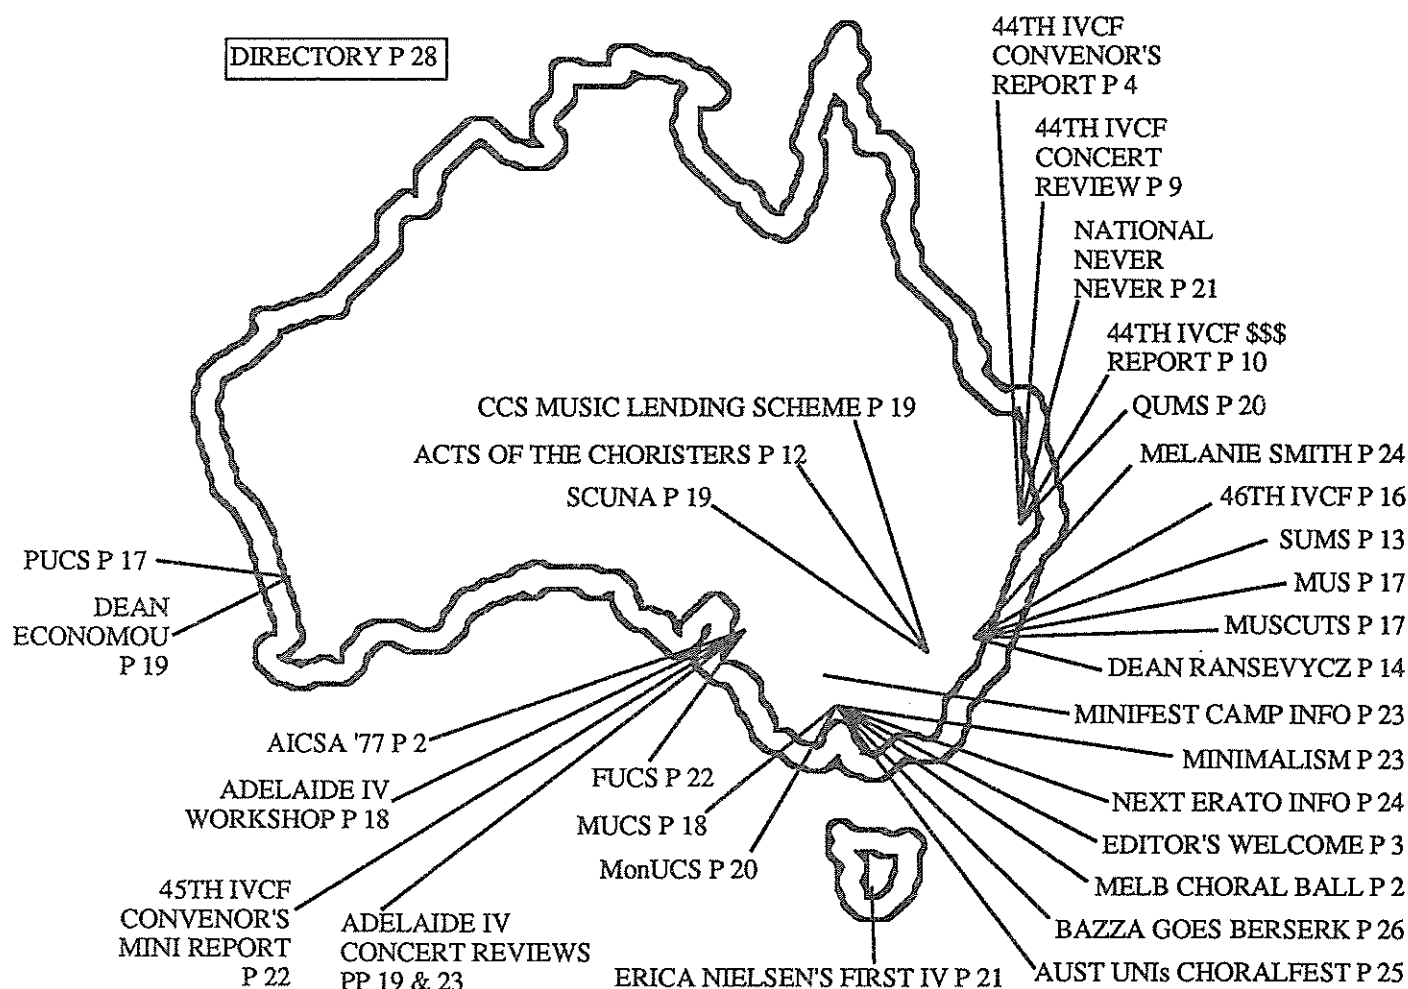 DIRECTORY P 28
44TH IVCF
CONVENOR'S
REPORT P 4
44TH IVCF
CONCERT
REVIEW P 9
NATIONAL
NEVER
NEVER P 21
44TH IVCF $$$
REPORT P 10
QUMS P 20
CCS MUSIC LENDING SCHEME P 19
ACTS OF THE CHORISTERS P 12
SCUNA P 19
MELANIE SMITH P 24
46TH IVCF P 16
SUMS P 13
MUS P 17
MUSCUTS P 17
DEAN RANSEVYCZ P 14
PUCS P 17
DEAN
ECONOMOU
P 19
MINIFEST CAMP INFO P 23
MINIMALISM P 23
NEXT ERATO INFO P 24
EDITOR'S WELCOME P 3
MELB CHORAL BALL P 2
BAZZA GOES BERSERK P 26
AUST UNIs CHORALFEST P 25
AICSA '77 P 2
ADELAIDE IV
WORKSHOP P 18
45TH IVCF
CONVENOR'S
MINI REPORT
P 22
ADELAIDE IV
CONCERT REVIEWS
PP 19 & 23
FUCS P 22
MUCS P 18
MonUCS P 20
ERICA NIELSEN'S FIRST IV P 21